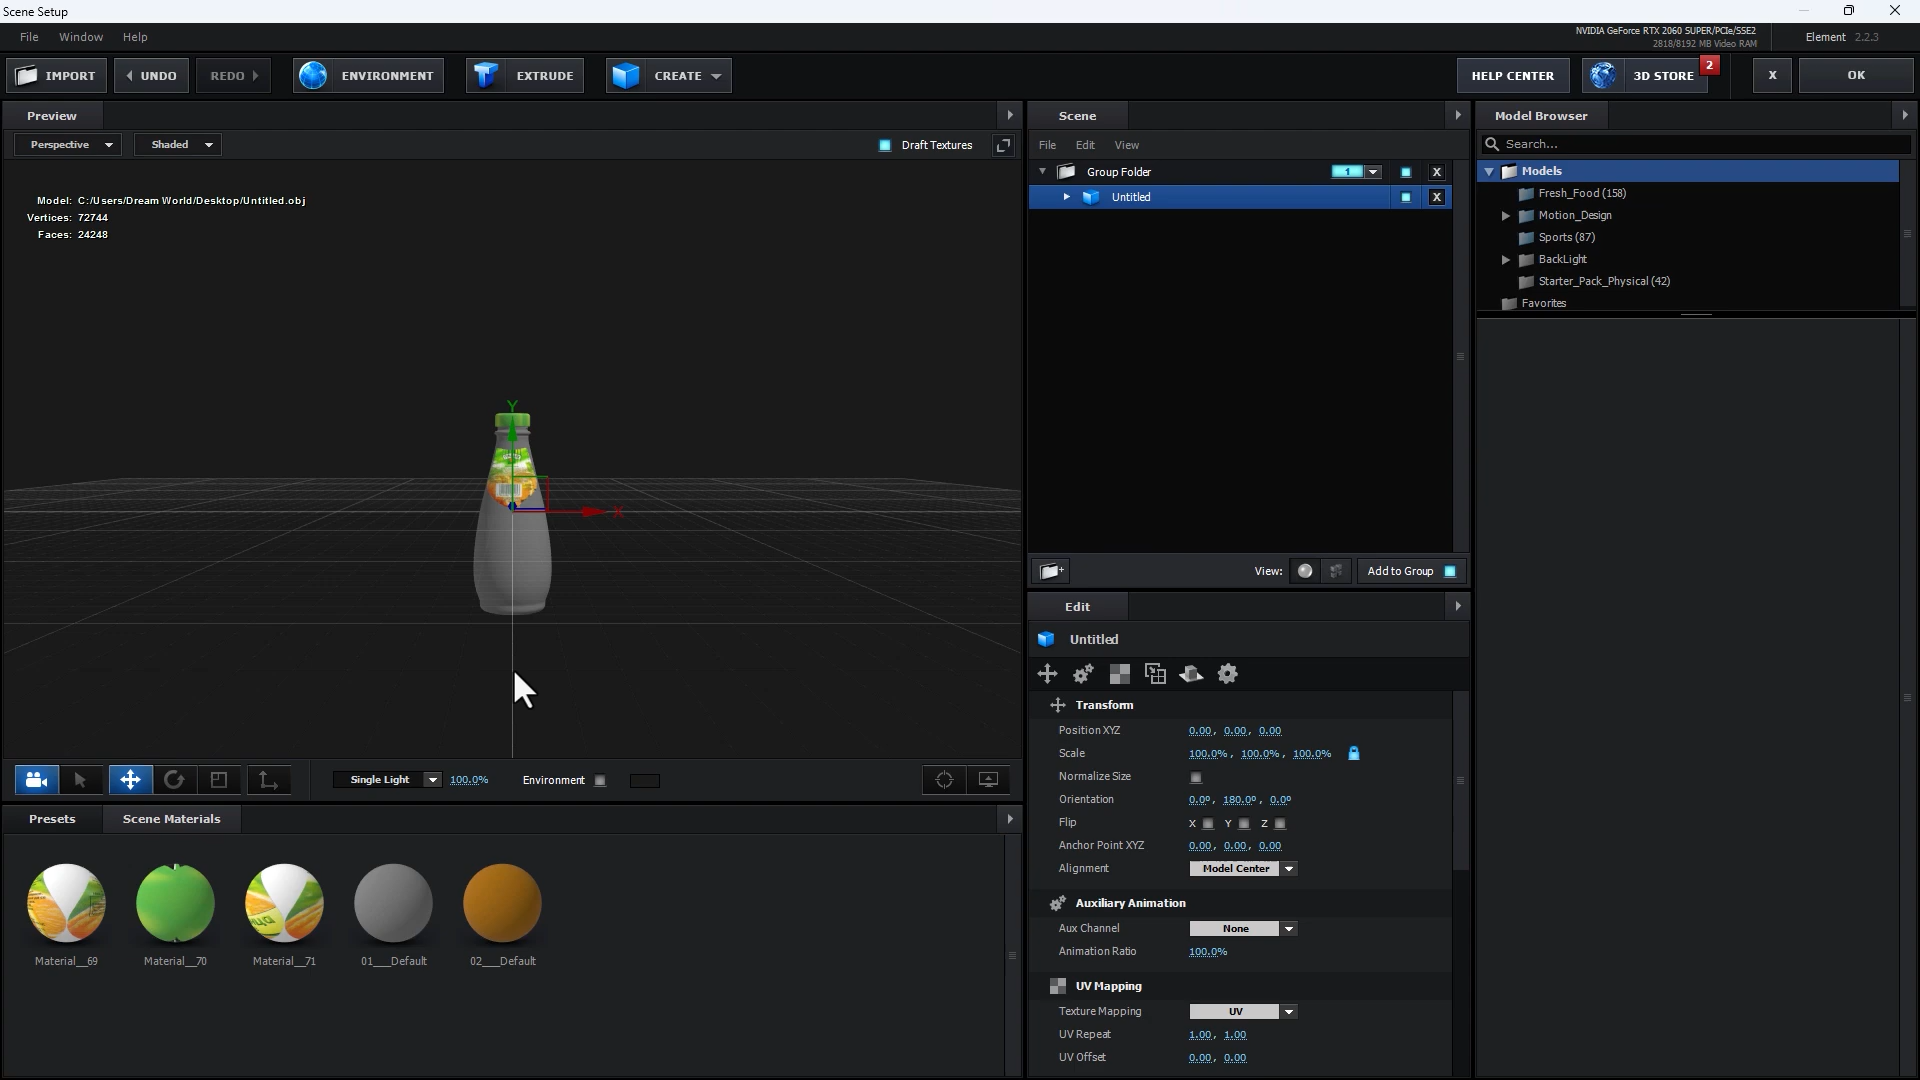 Scene Setup
File Window Help
NVIDIA GeForce RTX 2060 SUPER/PCIe/SSE2
2818/8192 MB Video RAM
Element 2.2.3
IMPORT UNDO REDO ENVIRONMENT EXTRUDE CREATE HELP CENTER 3D STORE 2 X OK
Preview
Perspective Shaded Draft Textures
Model: C:/Users/Dream World/Desktop/Untitled.obj
Vertices: 72744
Faces: 24248
Y
X
Single Light 100.0% Environment
Presets Scene Materials
Material__69 Material__70 Material__71 01___Default 02___Default
Scene
File Edit View
Group Folder 1 X
Untitled X
View: Add to Group
Edit
Untitled
Transform
Position XYZ 0.00, 0.00, 0.00
Scale 100.0%, 100.0%, 100.0%
Normalize Size
Orientation 0.0º, 180.0º, 0.0º
Flip X Y Z
Anchor Point XYZ 0.00, 0.00, 0.00
Alignment Model Center
Auxiliary Animation
Aux Channel None
Animation Ratio 100.0%
UV Mapping
Texture Mapping UV
UV Repeat 1.00, 1.00
UV Offset 0.00, 0.00
Model Browser
Search...
Models
Fresh_Food (158)
Motion_Design
Sports (87)
BackLight
Starter_Pack_Physical (42)
Favorites